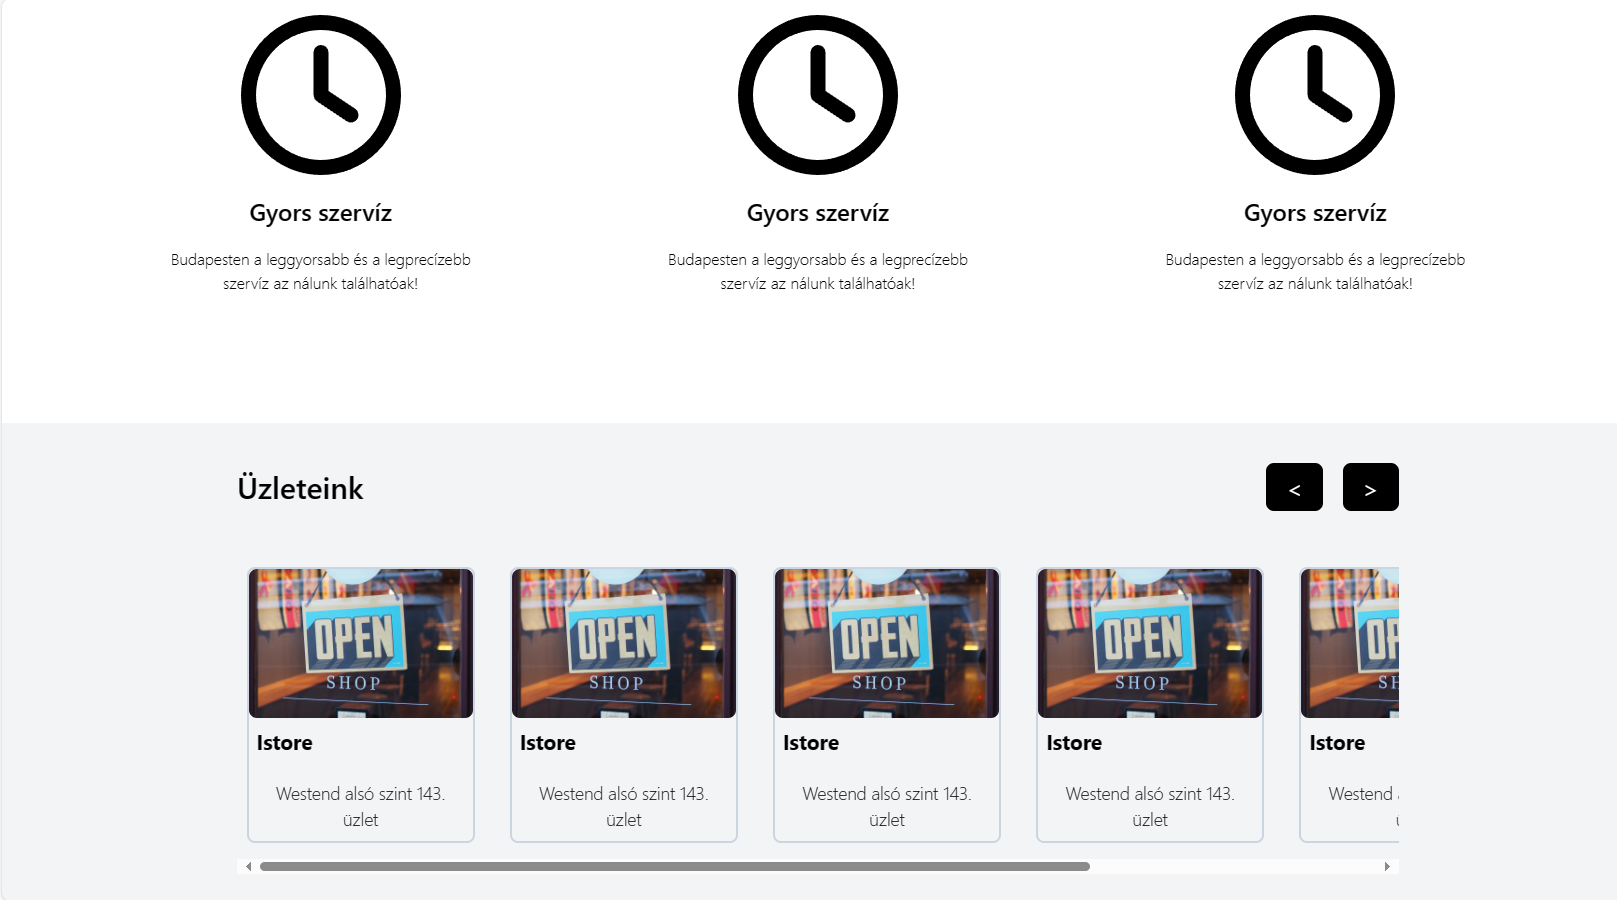 Gyors szervíz
Budapesten a leggyorsabb és a legprecízebb
szervíz az nálunk találhatóak!
Gyors szervíz
Budapesten a leggyorsabb és a legprecízebb
szervíz az nálunk találhatóak!
Gyors szervíz
Budapesten a leggyorsabb és a legprecízebb
szervíz az nálunk találhatóak!
Üzleteink
<
>
OPEN
SHOP
Istore
Westend alsó szint 143.
üzlet
OPEN
SHOP
Istore
Westend alsó szint 143.
üzlet
OPEN
SHOP
Istore
Westend alsó szint 143.
üzlet
OPEN
SHOP
Istore
Westend alsó szint 143.
üzlet
Istore
Westend